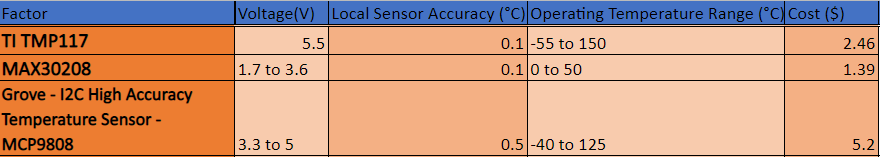 Factor Voltage(V) Local Sensor Accuracy (°C) Operating Temperature Range (°C) Cost ($)
TI TMP117 5.5 0.1 -55 to 150 2.46
MAX30208 1.7 to 3.6 0.1 0 to 50 1.39
Grove - I2C High Accuracy
Temperature Sensor -
MCP9808 3.3 to 5 0.5 -40 to 125 5.2